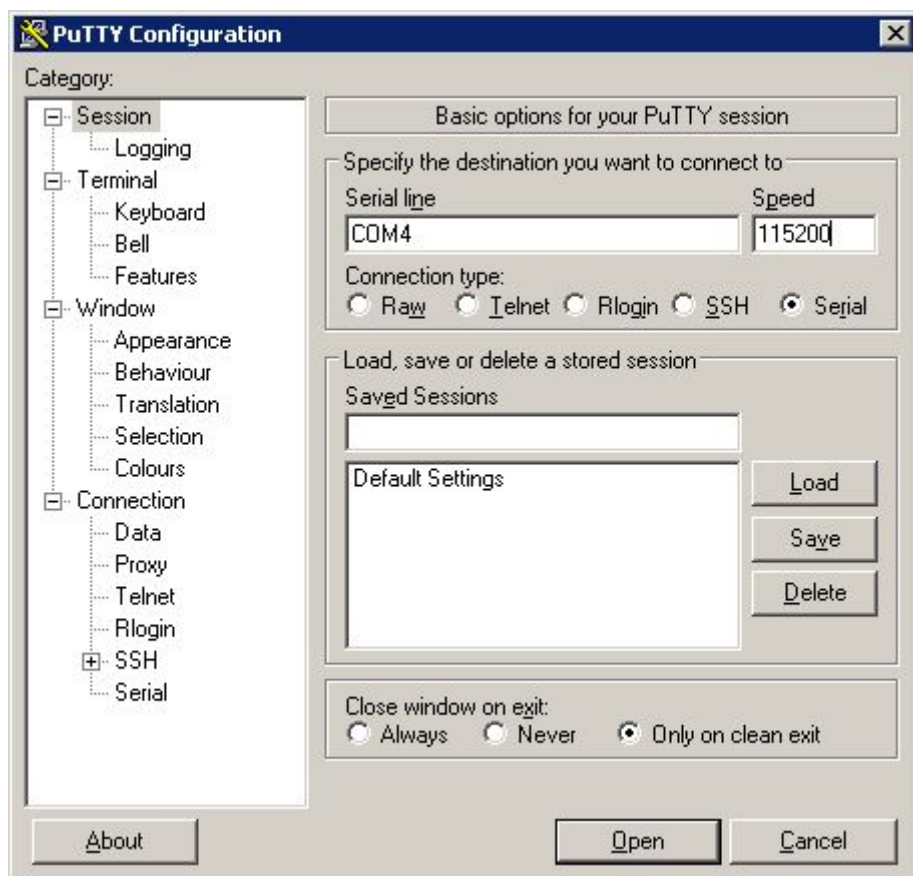 PuTTY Configuration
Category:
Session
Logging
Terminal
Keyboard
Bell
Features
Window
Appearance
Behaviour
Translation
Selection
Colours
Connection
Data
Proxy
Telnet
Rlogin
SSH
Serial
Basic options for your PuTTY session
Specify the destination you want to connect to
Serial line Speed
COM4 115200
Connection type:
Raw Telnet Rlogin SSH Serial
Load, save or delete a stored session
Saved Sessions
Default Settings
Load
Save
Delete
Close window on exit:
Always Never Only on clean exit
About Open Cancel